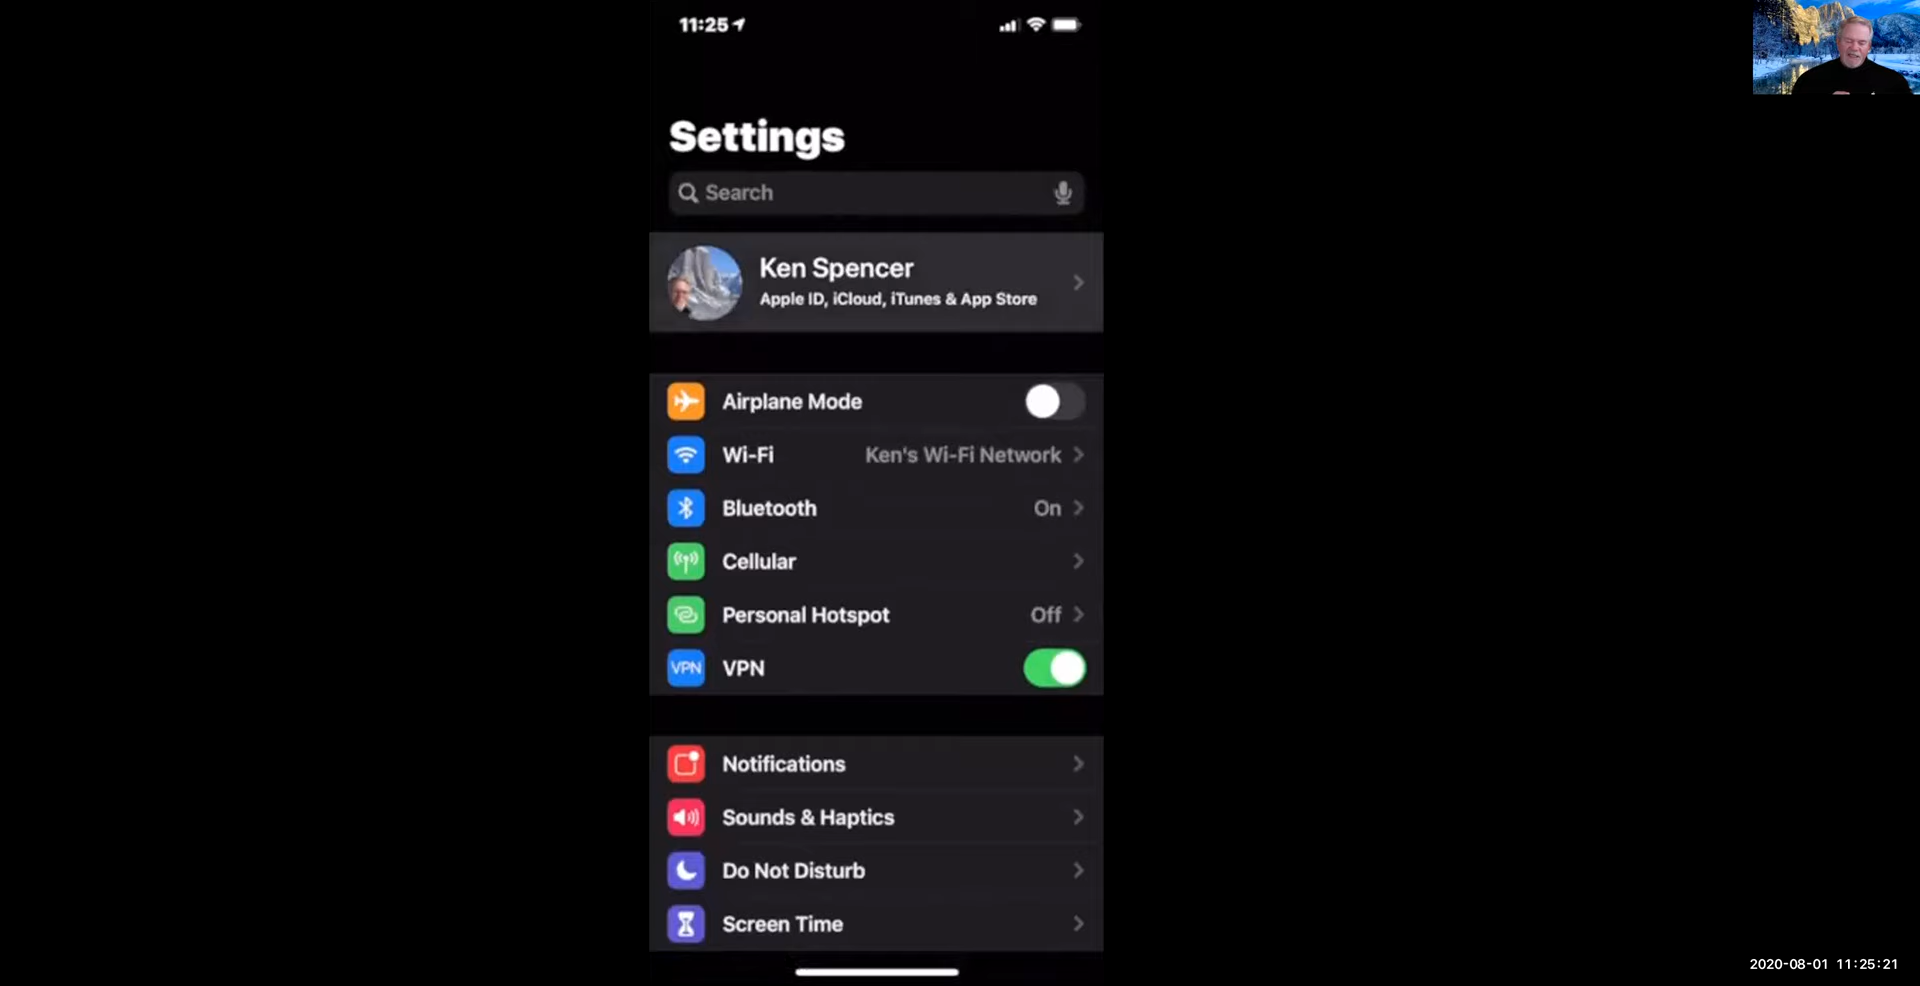 11:25
Settings
Search
Ken Spencer
Apple ID, iCloud, iTunes & App Store
Airplane Mode
Wi-Fi Ken's Wi-Fi Network
Bluetooth On
Cellular
Personal Hotspot Off
VPN VPN
Notifications
Sounds & Haptics
Do Not Disturb
Screen Time
2020-08-01 11:25:21